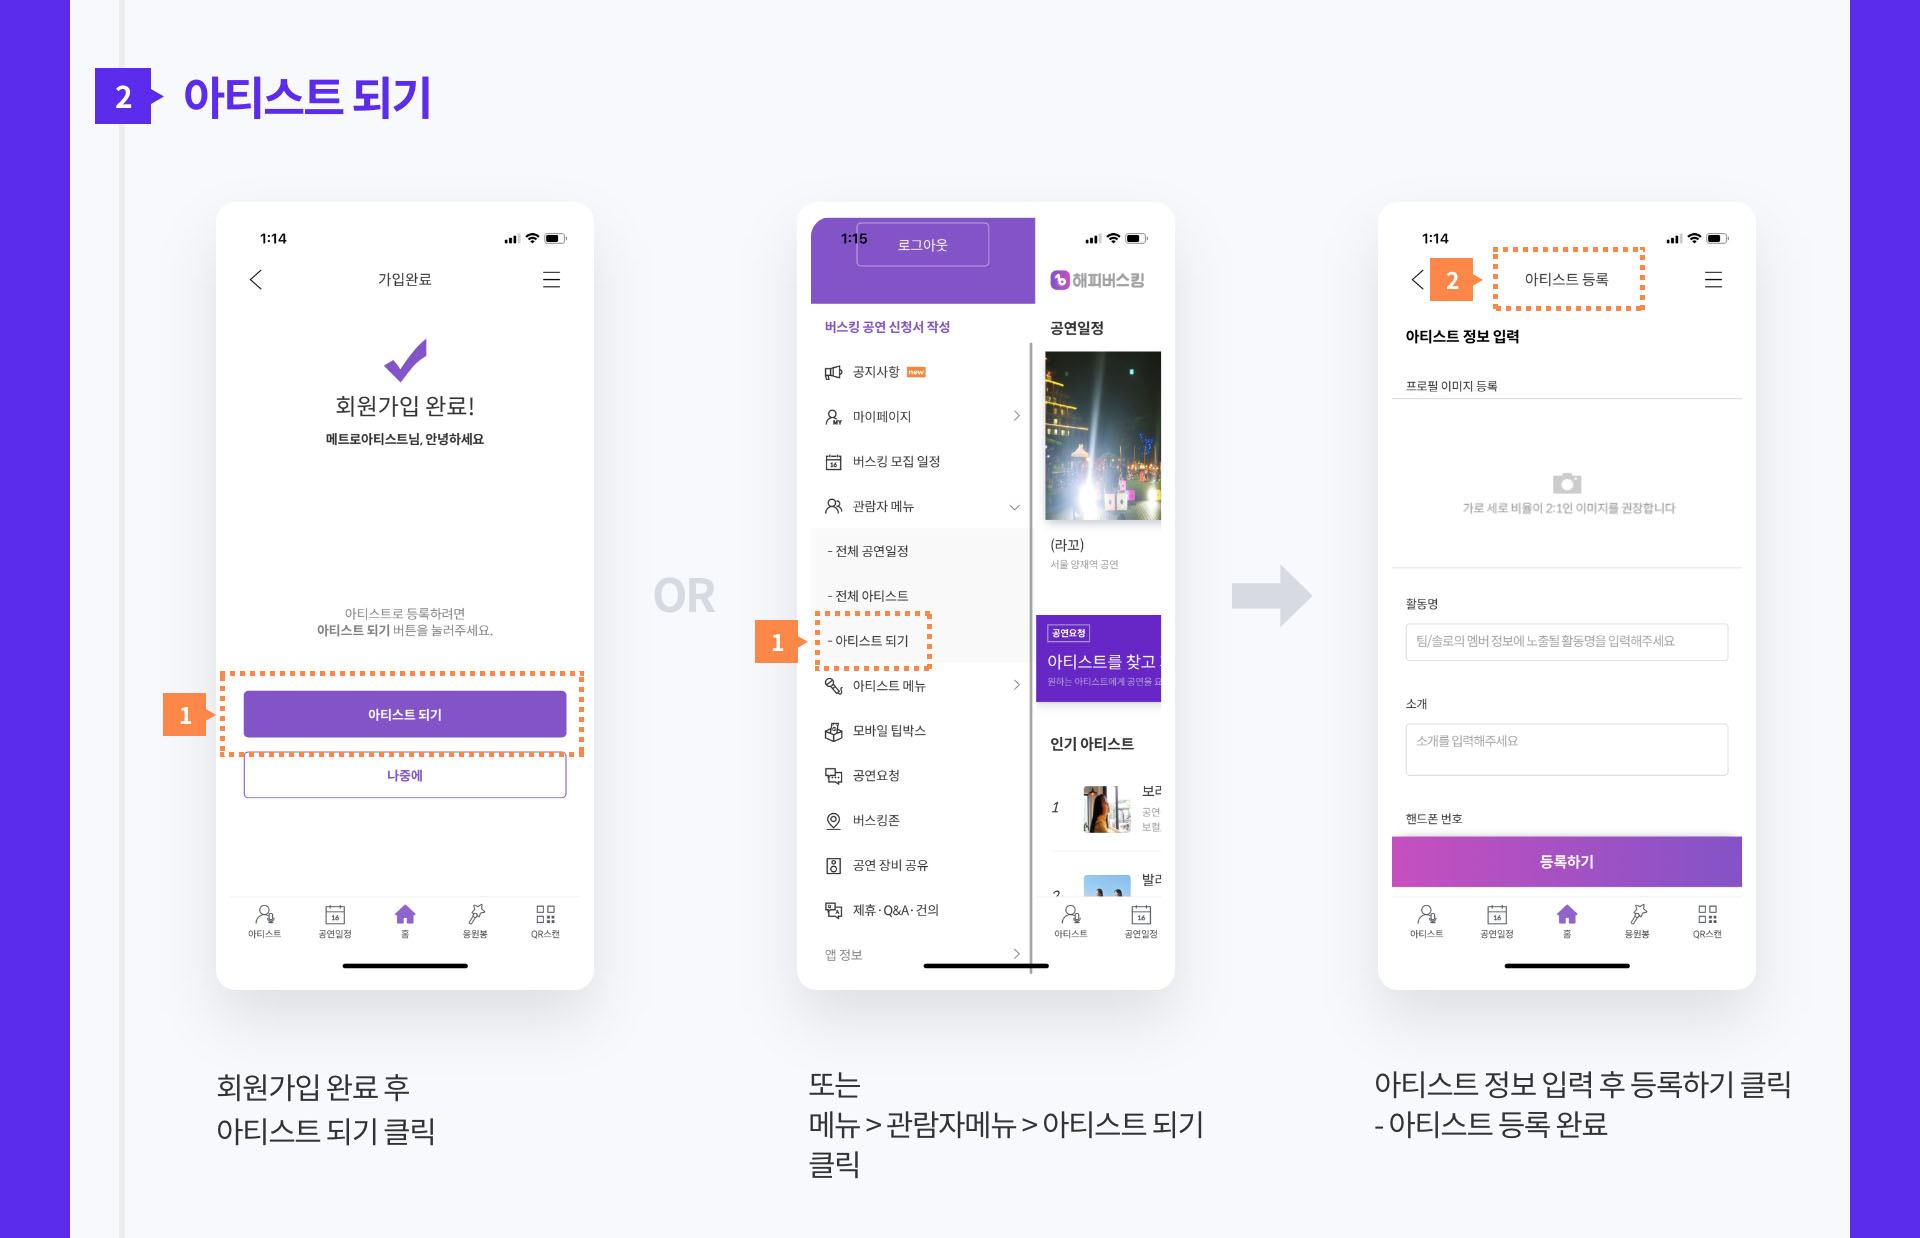 2
아티스트 되기
1:14
가입완료
회원가입 완료!
메트로아티스트님, 안녕하세요
아티스트로 등록하려면
아티스트 되기 버튼을 눌러주세요.
1
아티스트 되기
나중에
아티스트
16
공연일정
홈
응원봉
QR스캔
회원가입 완료 후
아티스트 되기 클릭
OR
1:15
로그아웃
버스킹 공연 신청서 작성
공지사항 new
마이페이지
MY
버스킹 모집 일정
16
관람자 메뉴
- 전체 공연일정
- 전체 아티스트
1
- 아티스트 되기
아티스트 메뉴
모바일 팁박스
공연요청
버스킹존
공연 장비 공유
제휴·Q&A·건의
앱 정보
해피버스킹
공연일정
(라꼬)
서울 양재역 공연
공연요청
아티스트를 찾고
원하는 아티스트에게 공연을 요
인기 아티스트
1
보라
공연
보컬
2
발라
아티스트
16
공연일정
또는
메뉴 > 관람자메뉴 > 아티스트 되기
클릭
1:14
2
아티스트 등록
아티스트 정보 입력
프로필 이미지 등록
가로 세로 비율이 2:1인 이미지를 권장합니다
활동명
팀/솔로의 멤버 정보에 노출될 활동명을 입력해주세요
소개
소개를 입력해주세요
핸드폰 번호
등록하기
아티스트
16
공연일정
홈
응원봉
QR스캔
아티스트 정보 입력 후 등록하기 클릭
- 아티스트 등록 완료